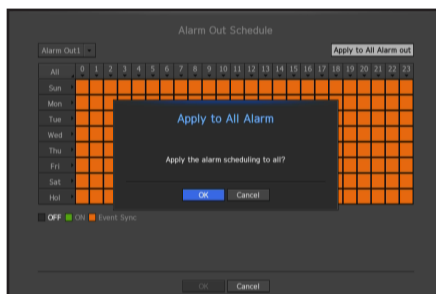 Alarm Out Schedule
Alarm Out1
Apply to All Alarm out
All 0 1 2 3 4 5 6 7 8 9 10 11 12 13 14 15 16 17 18 19 20 21 22 23
Sun
Mon
Tue
Wed
Thu
Fri
Sat
Hol
Apply to All Alarm
Apply the alarm scheduling to all?
OK Cancel
OFF ON Event Sync
OK Cancel